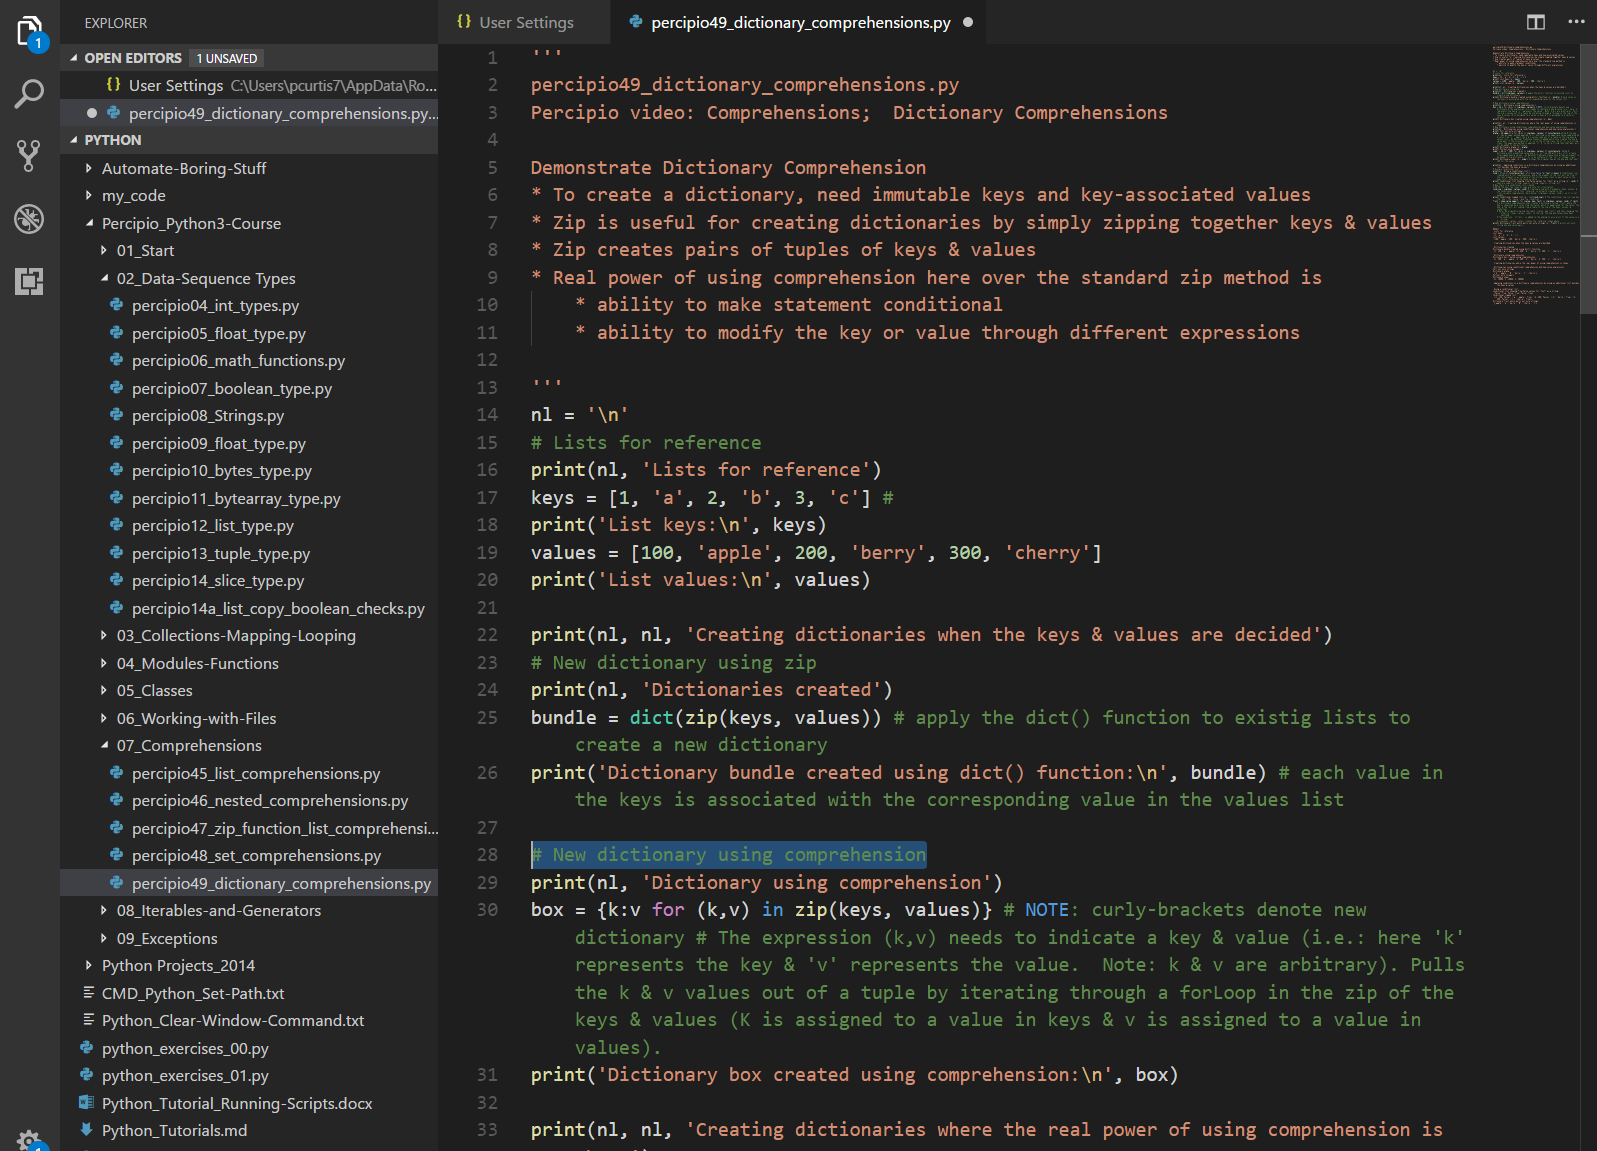 EXPLORER
OPEN EDITORS 1 UNSAVED
{} User Settings C:\Users\pcurtis7\AppData\Ro...
percipio49_dictionary_comprehensions.py...
PYTHON
Automate-Boring-Stuff
my_code
Percipio_Python3-Course
01_Start
02_Data-Sequence Types
percipio04_int_types.py
percipio05_float_type.py
percipio06_math_functions.py
percipio07_boolean_type.py
percipio08_Strings.py
percipio09_float_type.py
percipio10_bytes_type.py
percipio11_bytearray_type.py
percipio12_list_type.py
percipio13_tuple_type.py
percipio14_slice_type.py
percipio14a_list_copy_boolean_checks.py
03_Collections-Mapping-Looping
04_Modules-Functions
05_Classes
06_Working-with-Files
07_Comprehensions
percipio45_list_comprehensions.py
percipio46_nested_comprehensions.py
percipio47_zip_function_list_comprehensi...
percipio48_set_comprehensions.py
percipio49_dictionary_comprehensions.py
08_Iterables-and-Generators
09_Exceptions
Python Projects_2014
CMD_Python_Set-Path.txt
Python_Clear-Window-Command.txt
python_exercises_00.py
python_exercises_01.py
Python_Tutorial_Running-Scripts.docx
Python_Tutorials.md
1
1
{} User Settings
percipio49_dictionary_comprehensions.py
1 '''
2 percipio49_dictionary_comprehensions.py
3 Percipio video: Comprehensions;  Dictionary Comprehensions
4
5 Demonstrate Dictionary Comprehension
6 * To create a dictionary, need immutable keys and key-associated values
7 * Zip is useful for creating dictionaries by simply zipping together keys & values
8 * Zip creates pairs of tuples of keys & values
9 * Real power of using comprehension here over the standard zip method is
10     * ability to make statement conditional
11     * ability to modify the key or value through different expressions
12
13 '''
14 nl = '\n'
15 # Lists for reference
16 print(nl, 'Lists for reference')
17 keys = [1, 'a', 2, 'b', 3, 'c'] #
18 print('List keys:\n', keys)
19 values = [100, 'apple', 200, 'berry', 300, 'cherry']
20 print('List values:\n', values)
21
22 print(nl, nl, 'Creating dictionaries when the keys & values are decided')
23 # New dictionary using zip
24 print(nl, 'Dictionaries created')
25 bundle = dict(zip(keys, values)) # apply the dict() function to existig lists to
create a new dictionary
26 print('Dictionary bundle created using dict() function:\n', bundle) # each value in
the keys is associated with the corresponding value in the values list
27
28 # New dictionary using comprehension
29 print(nl, 'Dictionary using comprehension')
30 box = {k:v for (k,v) in zip(keys, values)} # NOTE: curly-brackets denote new
dictionary # The expression (k,v) needs to indicate a key & value (i.e.: here 'k'
represents the key & 'v' represents the value.  Note: k & v are arbitrary). Pulls
the k & v values out of a tuple by iterating through a forLoop in the zip of the
keys & values (K is assigned to a value in keys & v is assigned to a value in
values).
31 print('Dictionary box created using comprehension:\n', box)
32
33 print(nl, nl, 'Creating dictionaries where the real power of using comprehension is